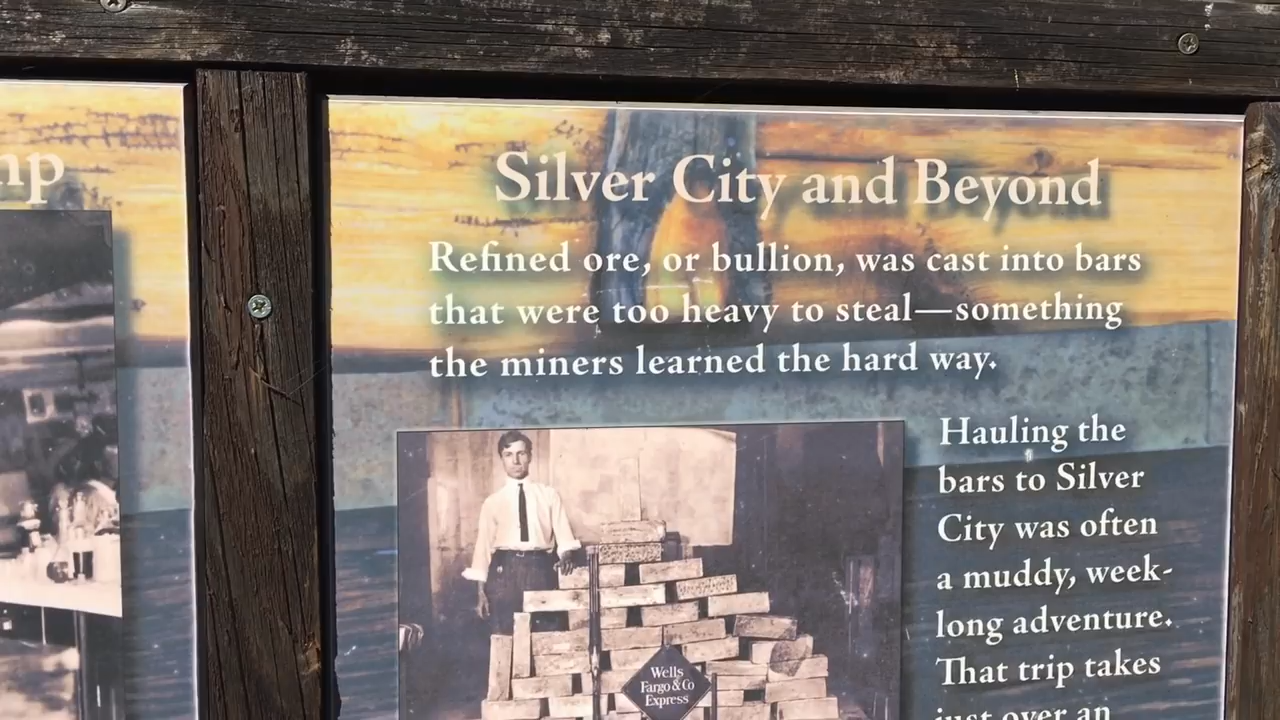 Silver City and Beyond
Refined ore, or bullion, was cast into bars
that were too heavy to steal—something
the miners learned the hard way.
Hauling the
bars to Silver
City was often
a muddy, week-
long adventure.
That trip takes
just over an
Wells
Fargo & Co
Express